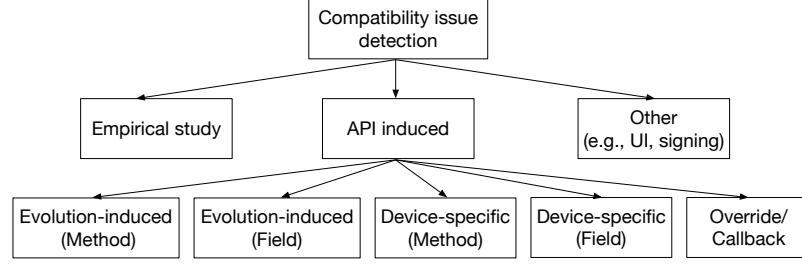 Compatibility issue
detection
Empirical study
API induced
Other
(e.g., UI, signing)
Evolution-induced
(Method)
Evolution-induced
(Field)
Device-specific
(Method)
Device-specific
(Field)
Override/
Callback